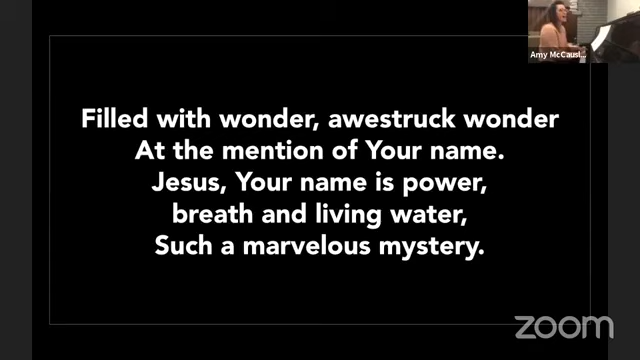 Amy McCausl...
Filled with wonder, awestruck wonder
At the mention of Your name.
Jesus, Your name is power,
breath and living water,
Such a marvelous mystery.
zoom